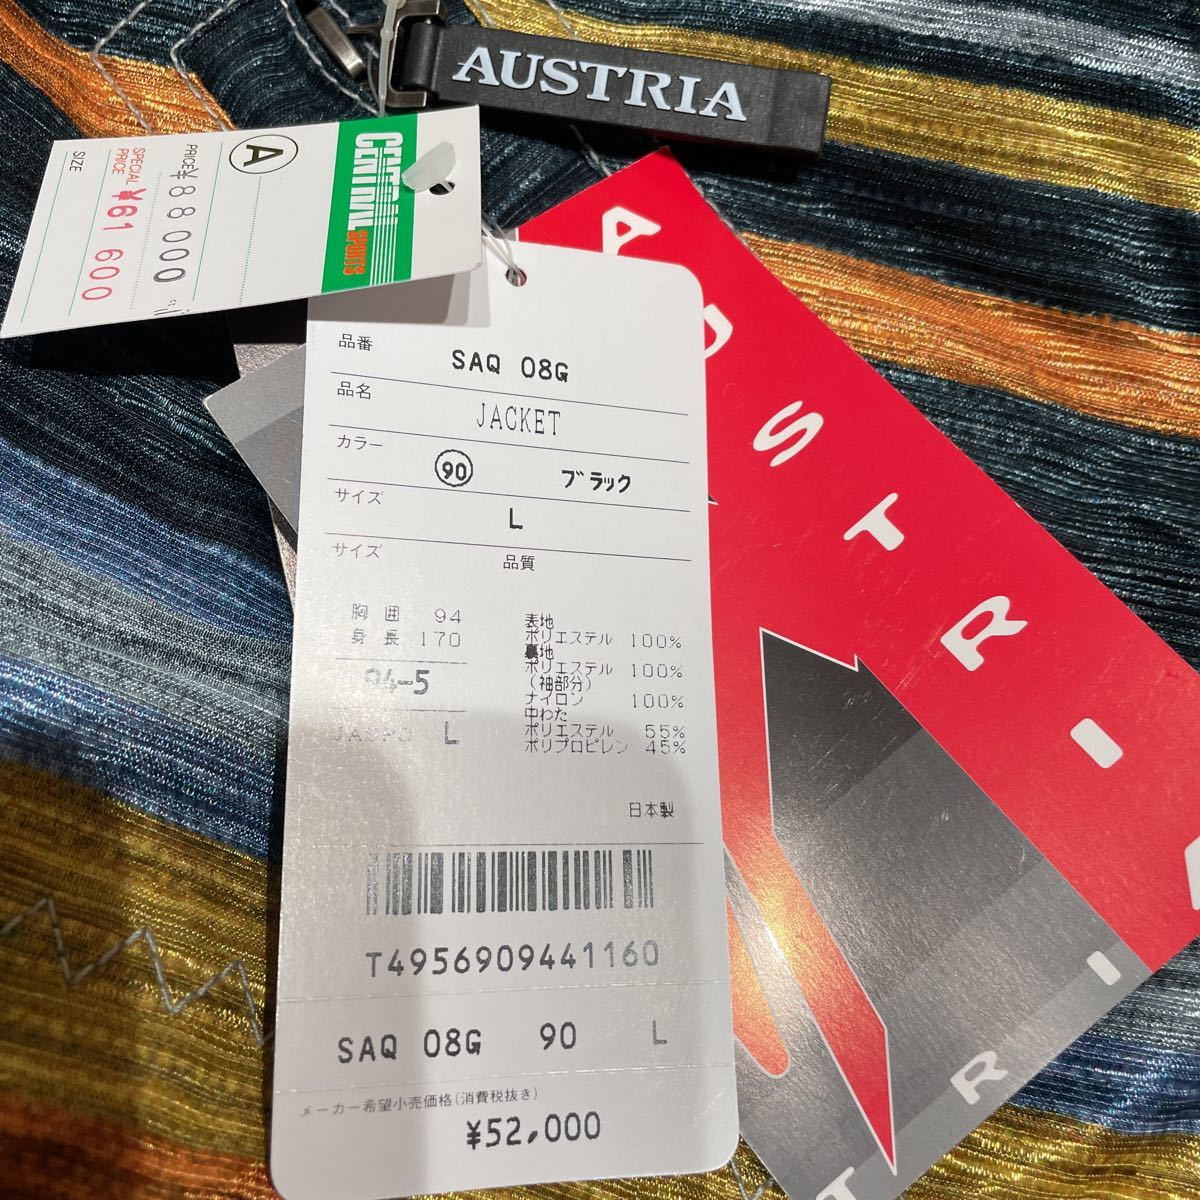 AUSTRIA
CENTRAL
SPORTS
A
PRICE ¥88000
SPECIAL PRICE ¥61600
SIZE
AUSTRIA
品番 SAQ 08G
品名 JACKET
カラー 90 ブラック
サイズ L
サイズ 品質
胸囲 94
身長 170
94-5
JASPO L
表地
ポリエステル 100%
裏地
ポリエステル 100%
(袖部分)
ナイロン 100%
中わた
ポリエステル 55%
ポリプロピレン 45%
日本製
T4956909441160
SAQ 08G 90 L
メーカー希望小売価格(消費税抜き)
¥52,000
TRI